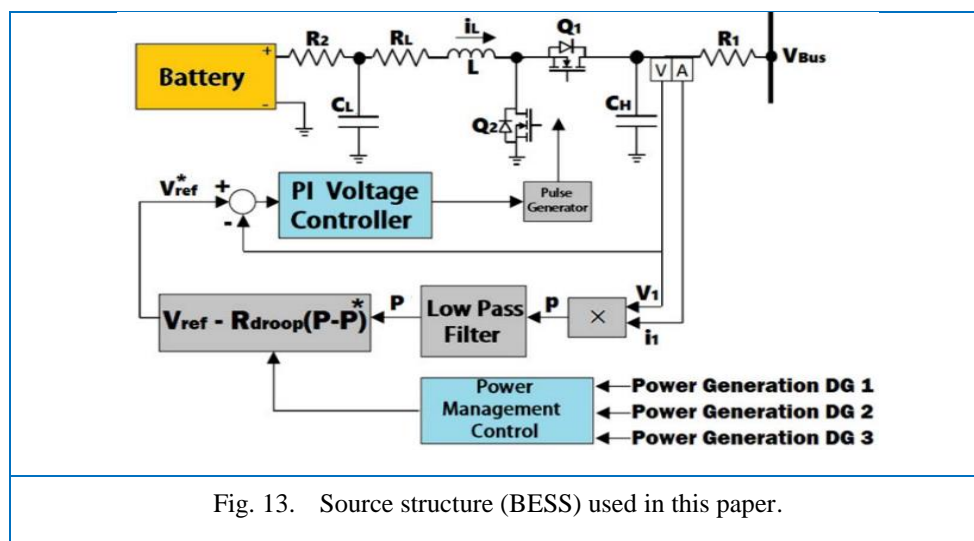 R2
RL
iL
L
Q1
R1
VBus
Battery
+
-
CL
Q2
CH
V A
V*ref
+
-
PI Voltage
Controller
Pulse
Generator
Vref - Rdroop(P-P*)
P
Low Pass
Filter
p
×
V1
i1
Power
Management
Control
Power Generation DG 1
Power Generation DG 2
Power Generation DG 3
Fig. 13. Source structure (BESS) used in this paper.